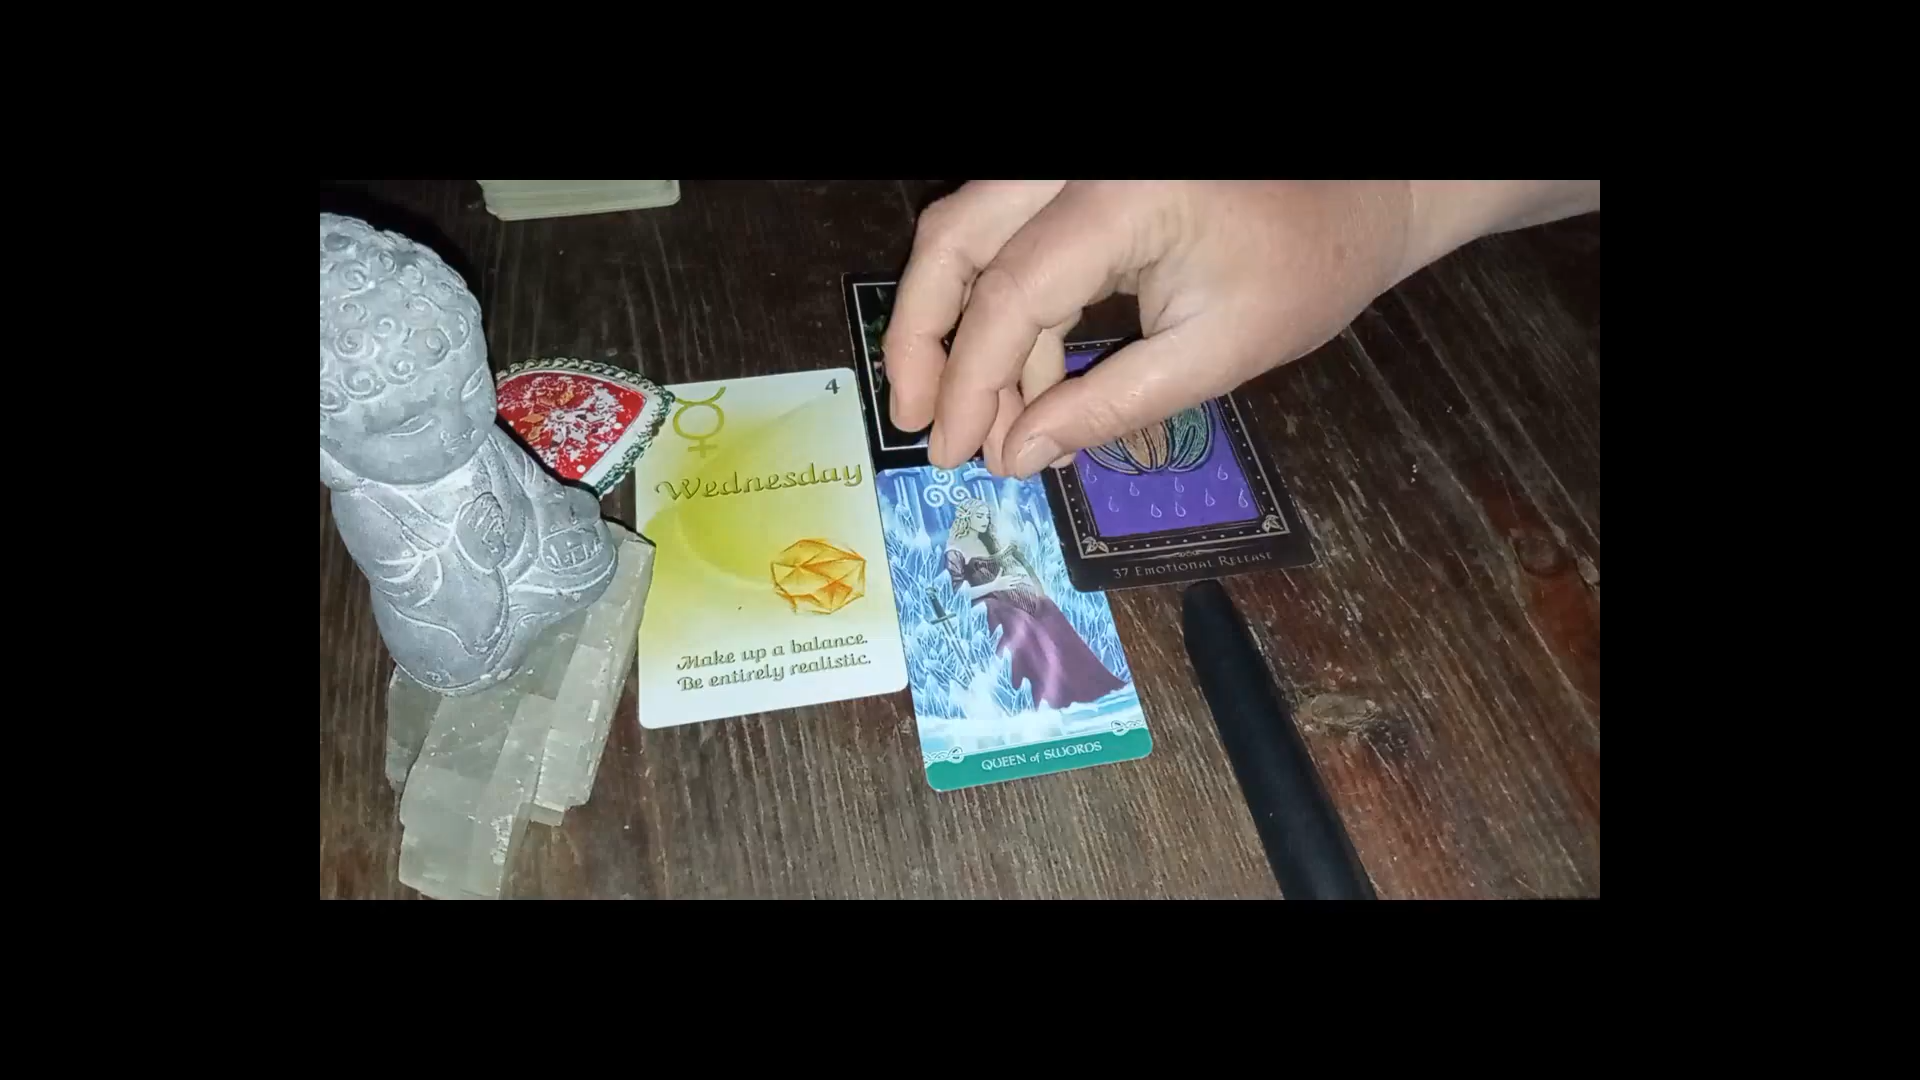 4
Wednesday
Make up a balance.
Be entirely realistic.
QUEEN of SWORDS
37 EMOTIONAL RELEASE